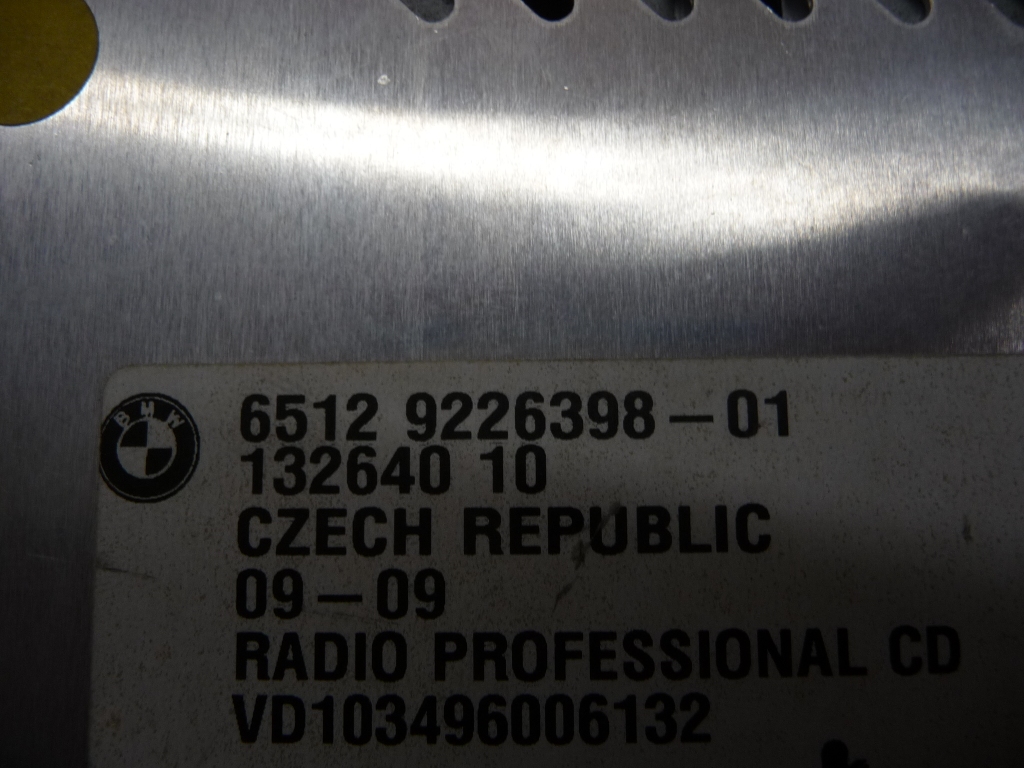 BMW
6512 9226398-01
132640 10
CZECH REPUBLIC
09-09
RADIO PROFESSIONAL CD
VD103496006132